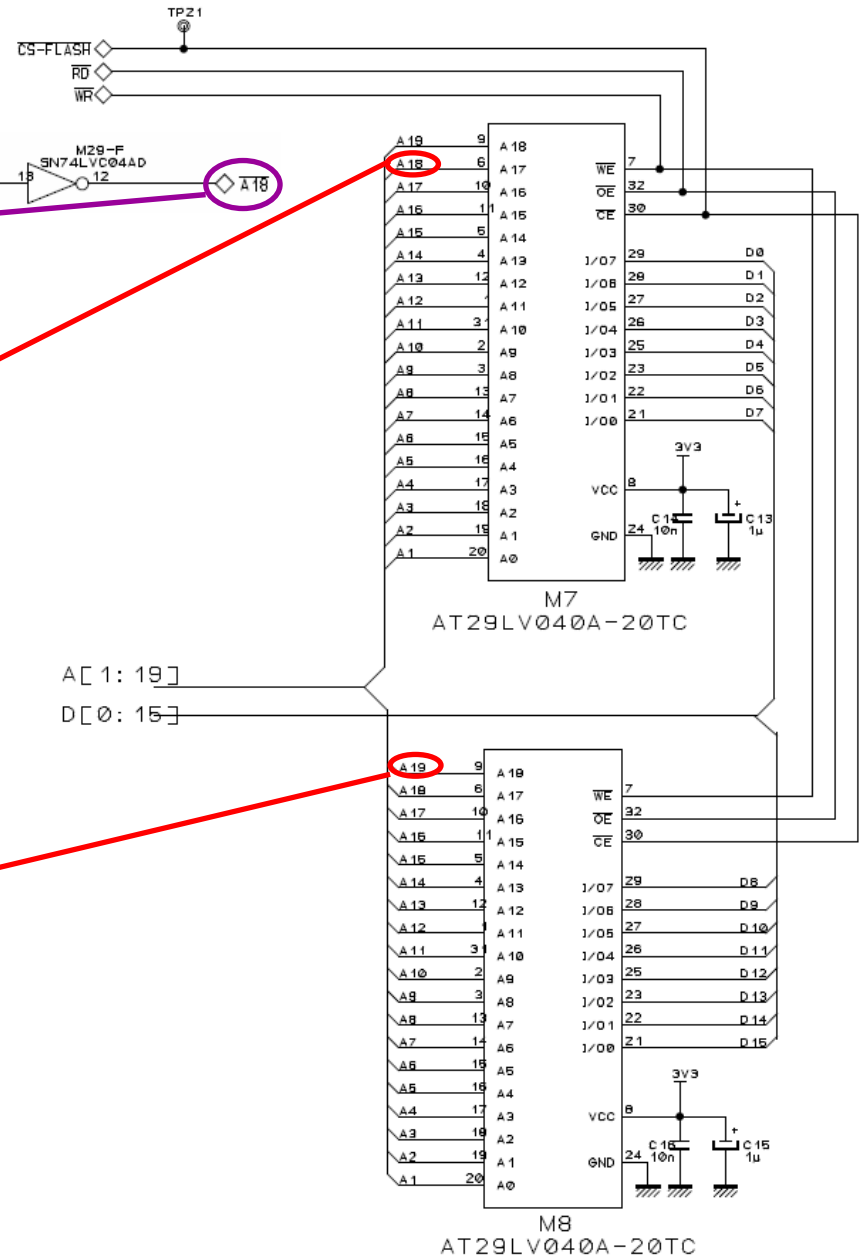 TPZ1
CS-FLASH
RD
WR
M29-F
SN74LVC04AD
13
12
A18
A19 9 A18
A18 6 A17 WE 7
A17 10 A16 OE 32
A16 11 A15 CE 30
A15 5 A14
A14 4 A13 I/O7 29 D0
A13 12 A12 I/O6 28 D1
A12 1 A11 I/O5 27 D2
A11 31 A10 I/O4 26 D3
A10 2 A9 I/O3 25 D4
A9 3 A8 I/O2 23 D5
A8 13 A7 I/O1 22 D6
A7 14 A6 I/O0 21 D7
A6 15 A5
A5 16 A4
A4 17 A3 VCC 8 3V3
A3 18 A2
A2 19 A1 GND 24
A1 20 A0
C14
10n
+
C13
1µ
M7
AT29LV040A-20TC
A[1:19]
D[0:15]
A19 9 A18
A18 6 A17 WE 7
A17 10 A16 OE 32
A16 11 A15 CE 30
A15 5 A14
A14 4 A13 I/O7 29 D8
A13 12 A12 I/O6 28 D9
A12 1 A11 I/O5 27 D10
A11 31 A10 I/O4 26 D11
A10 2 A9 I/O3 25 D12
A9 3 A8 I/O2 23 D13
A8 13 A7 I/O1 22 D14
A7 14 A6 I/O0 21 D15
A6 15 A5
A5 16 A4
A4 17 A3 VCC 8 3V3
A3 18 A2
A2 19 A1 GND 24
A1 20 A0
C16
10n
+
C15
1µ
M8
AT29LV040A-20TC